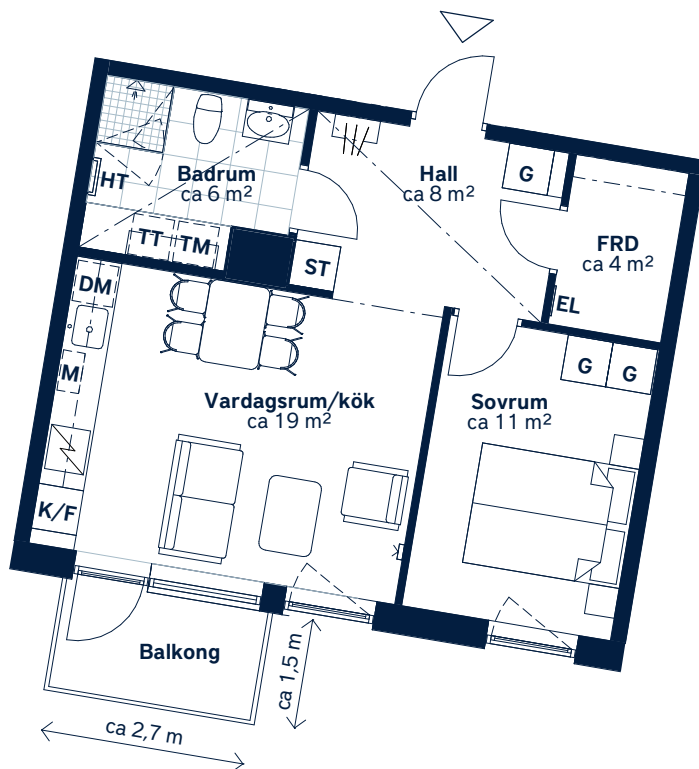 Badrum
ca 6 m²
Hall
ca 8 m²
G
FRD
ca 4 m²
HT
TT
TM
ST
EL
DM
M
K/F
Vardagsrum/kök
ca 19 m²
G
G
Sovrum
ca 11 m²
Balkong
ca 1,5 m
ca 2,7 m